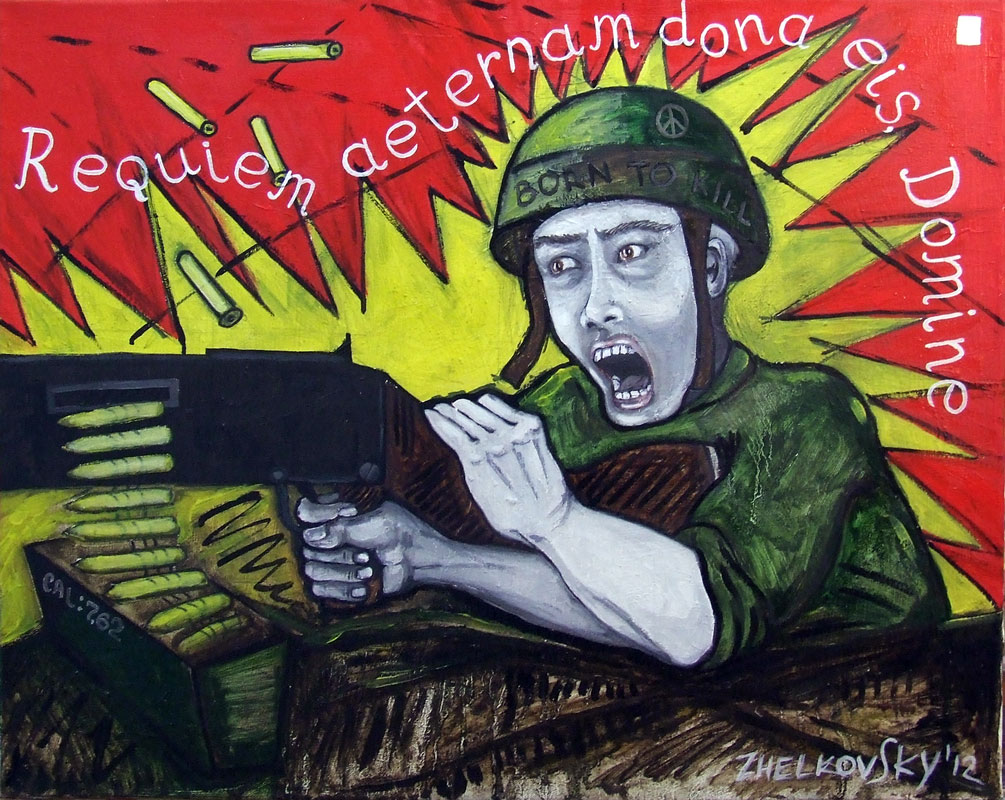 Requiem aeternam dona eis, Domine
BORN TO KILL
CAL: 7,62
ZHELKOVSKY'12